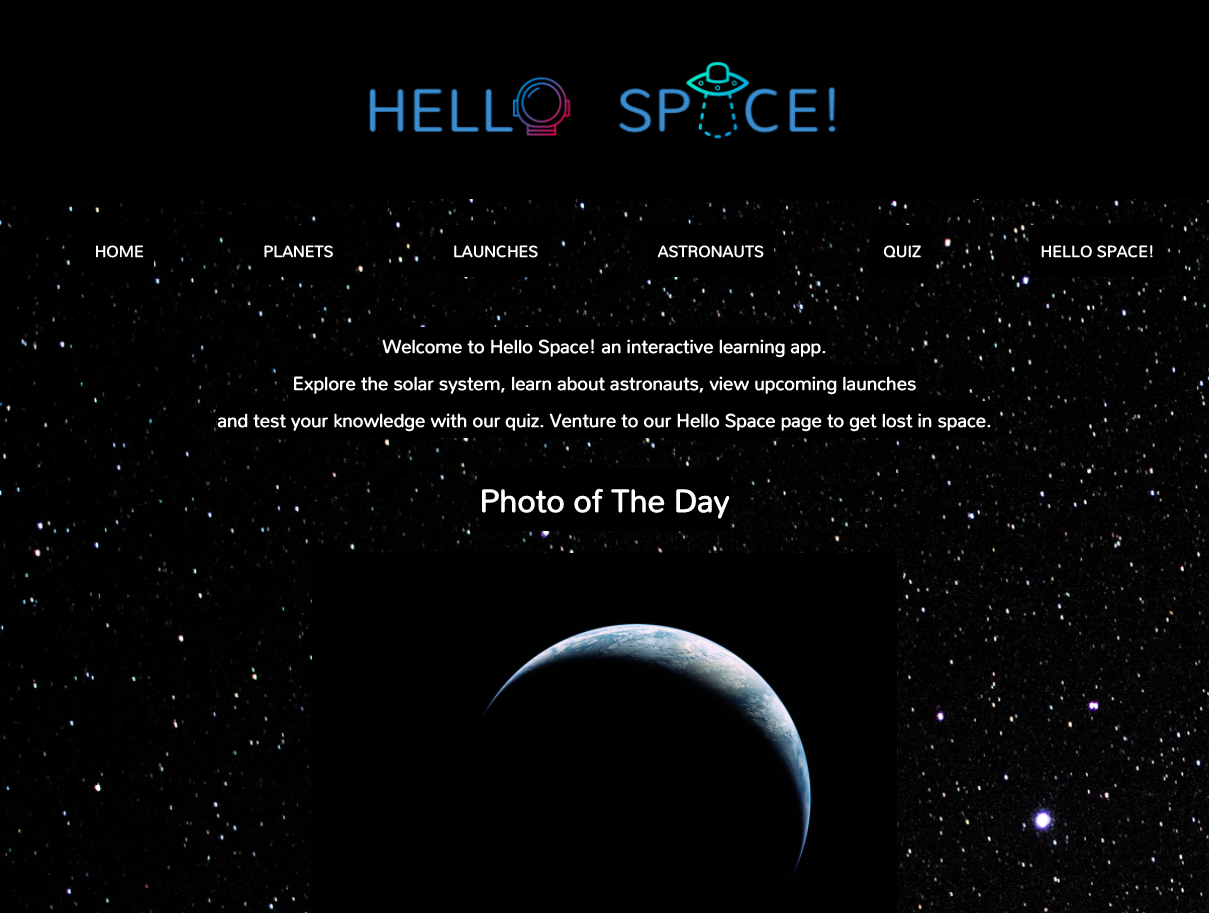 HELLO SPACE!
HOME PLANETS LAUNCHES ASTRONAUTS QUIZ HELLO SPACE!
Welcome to Hello Space! an interactive learning app.
Explore the solar system, learn about astronauts, view upcoming launches
and test your knowledge with our quiz. Venture to our Hello Space page to get lost in space.
Photo of The Day